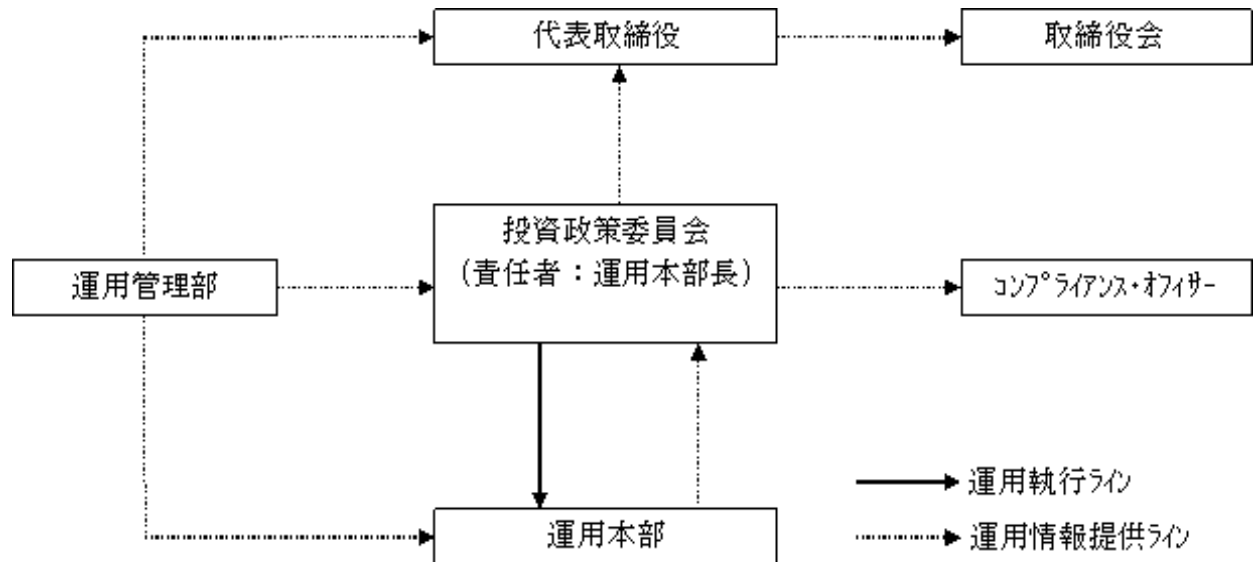 代表取締役
取締役会
投資政策委員会
(責任者：運用本部長)
運用管理部
ｺﾝﾌﾟﾗｲｱﾝｽ･ｵﾌｨｻｰ
運用執行ﾗｲﾝ
運用本部
運用情報提供ﾗｲﾝ